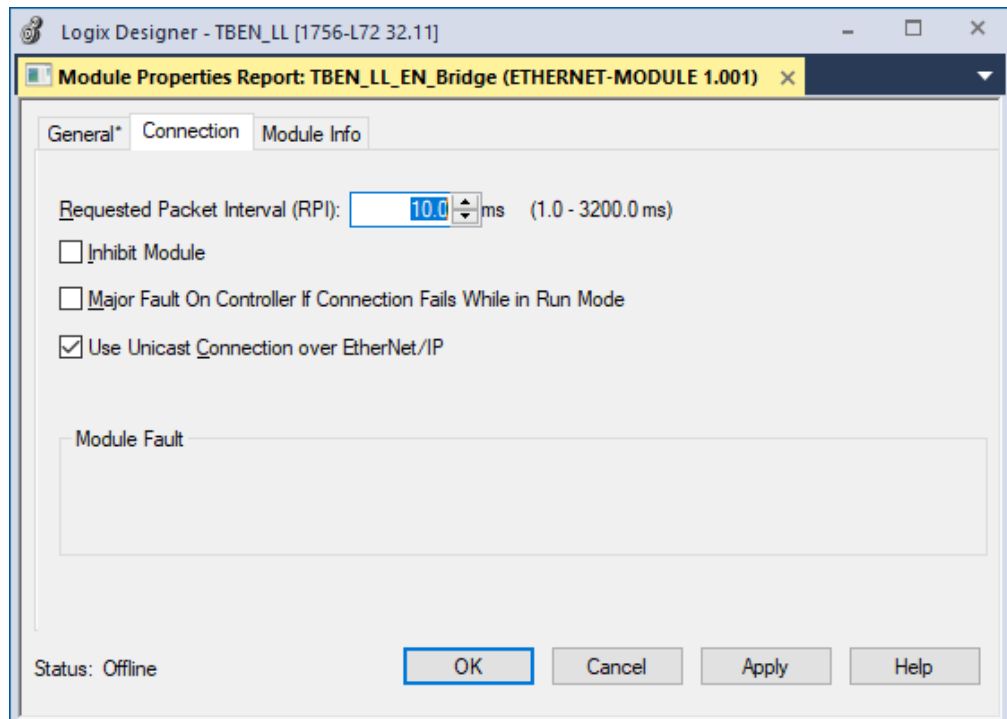 Logix Designer - TBEN_LL [1756-L72 32.11]
Module Properties Report: TBEN_LL_EN_Bridge (ETHERNET-MODULE 1.001)
General* Connection Module Info
Requested Packet Interval (RPI): 10.0 ms (1.0 - 3200.0 ms)
Inhibit Module
Major Fault On Controller If Connection Fails While in Run Mode
Use Unicast Connection over EtherNet/IP
Module Fault
Status: Offline OK Cancel Apply Help